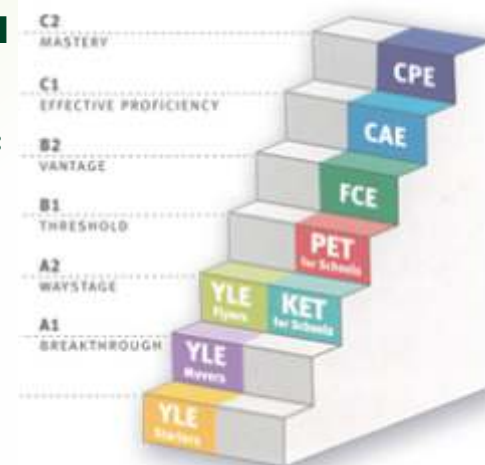 C2
MASTERY
CPE
C1
EFFECTIVE PROFICIENCY
CAE
B2
VANTAGE
FCE
B1
THRESHOLD
PET
for Schools
A2
WAYSTAGE
YLE
Flyers
KET
for Schools
A1
BREAKTHROUGH
YLE
Movers
YLE
Starters